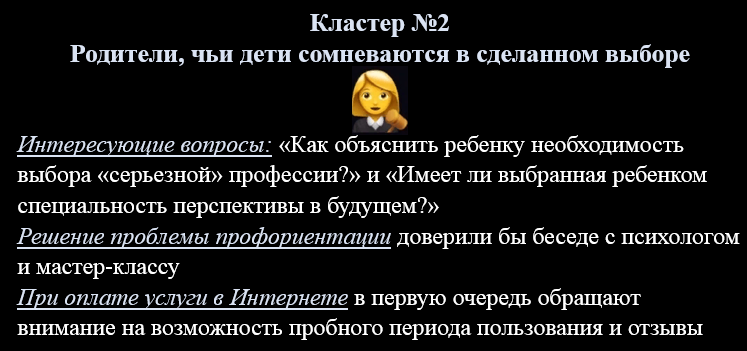 Кластер №2
Родители, чьи дети сомневаются в сделанном выборе
Интересующие вопросы: «Как объяснить ребенку необходимость
выбора «серьезной» профессии?» и «Имеет ли выбранная ребенком
специальность перспективы в будущем?»
Решение проблемы профориентации доверили бы беседе с психологом
и мастер-классу
При оплате услуги в Интернете в первую очередь обращают
внимание на возможность пробного периода пользования и отзывы